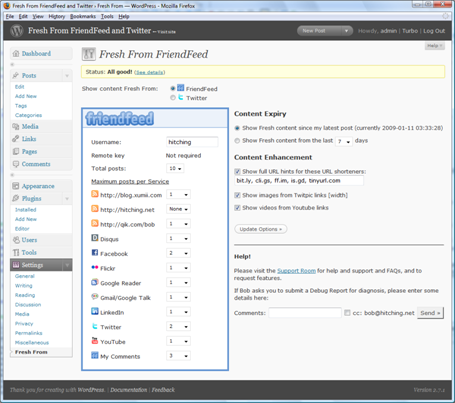 Fresh From FriendFeed and Twitter ‹ Fresh From FriendFeed — WordPress - Mozilla Firefox
File Edit View History Bookmarks Tools Help
Fresh From FriendFeed and Twitter ← Visit site
New Post
Howdy, admin | Turbo | Log Out
Help
Dashboard
Posts
Edit
Add New
Tags
Categories
Media
Links
Pages
Comments
Appearance
Plugins
Installed
Add New
Editor
Users
Tools
Settings
General
Writing
Reading
Discussion
Media
Privacy
Permalinks
Miscellaneous
Fresh From
Fresh From FriendFeed
Status: All good! (See details)
Show content Fresh From:
FriendFeed
Twitter
friendfeed
Username: hitching
Remote key Not required
Total posts: 10
Maximum posts per Service
http://blog.xumii.com 1
http://hitching.net None
http://qik.com/bob 1
Disqus 1
Facebook 2
Flickr 1
Google Reader 1
Gmail/Google Talk 1
LinkedIn 1
Twitter 2
YouTube 1
My Comments 3
Content Expiry
Show Fresh content since my latest post (currently 2009-01-11 03:33:28)
Show Fresh content from the last ? days
Content Enhancement
Show full URL hints for these URL shorteners:
bit.ly, ck.gs, ff.im, is.gd, tinyurl.com
Show images from Twitpic links [width]
Show videos from Youtube links
Update Options »
Help!
Please visit the Support Room for help and support and FAQs, and to
request features.
If Bob asks you to submit a Debug Report for diagnosis, please enter some
details here:
Comments:
cc: bob@hitching.net
Send »
Thank you for creating with WordPress. | Documentation | Feedback